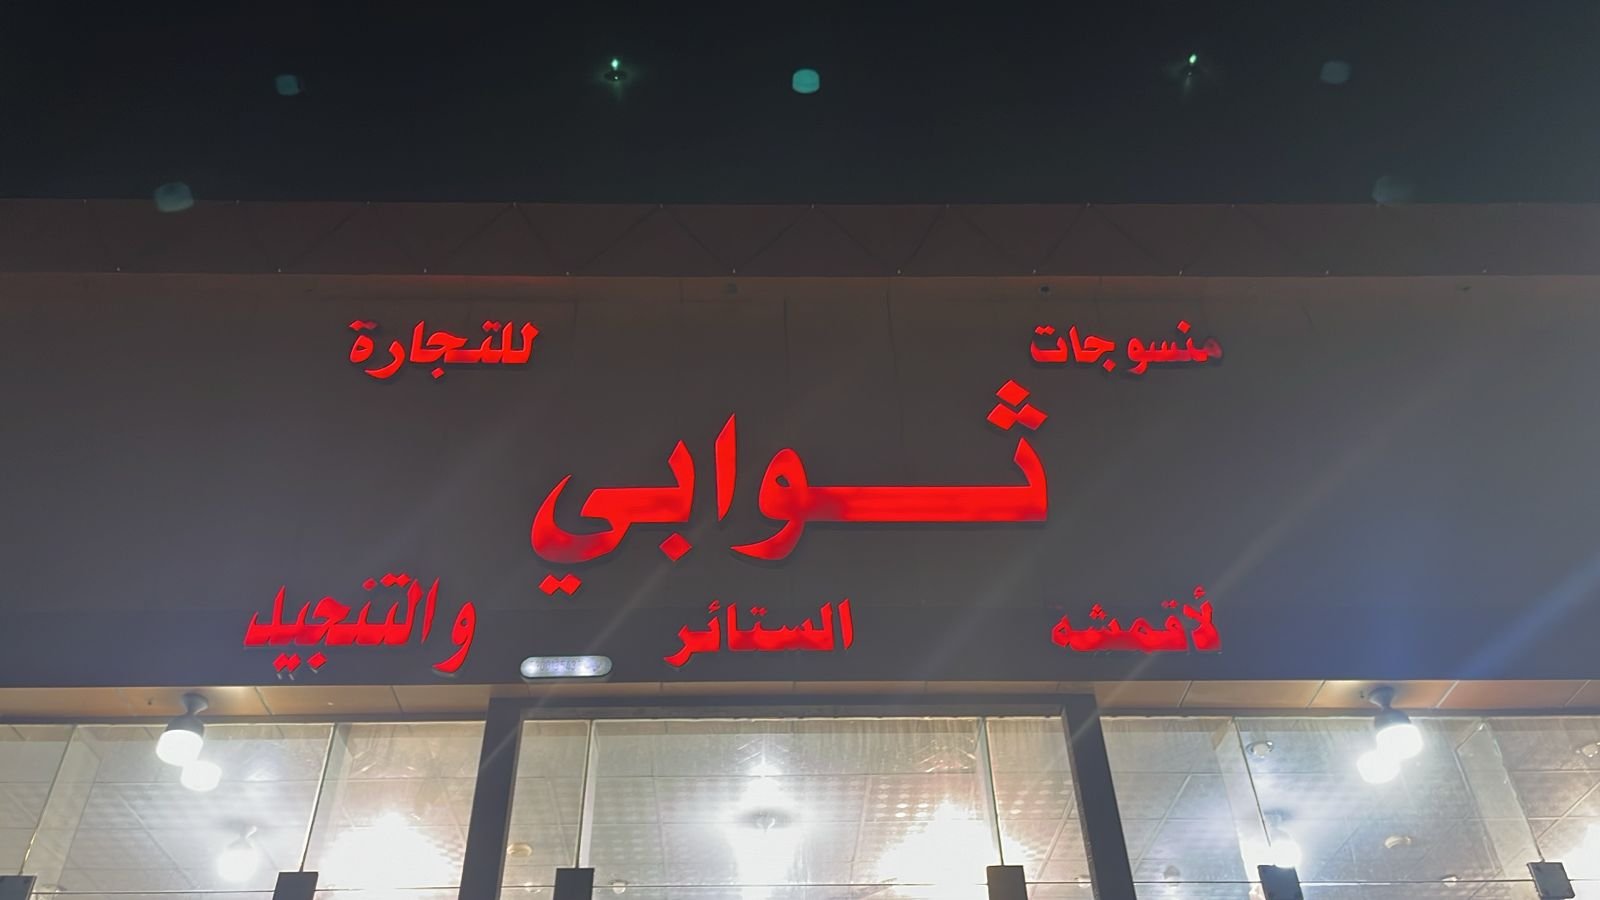 منسوجات للتجارة
ثوابي
لأقمشه الستائر والتنجيد